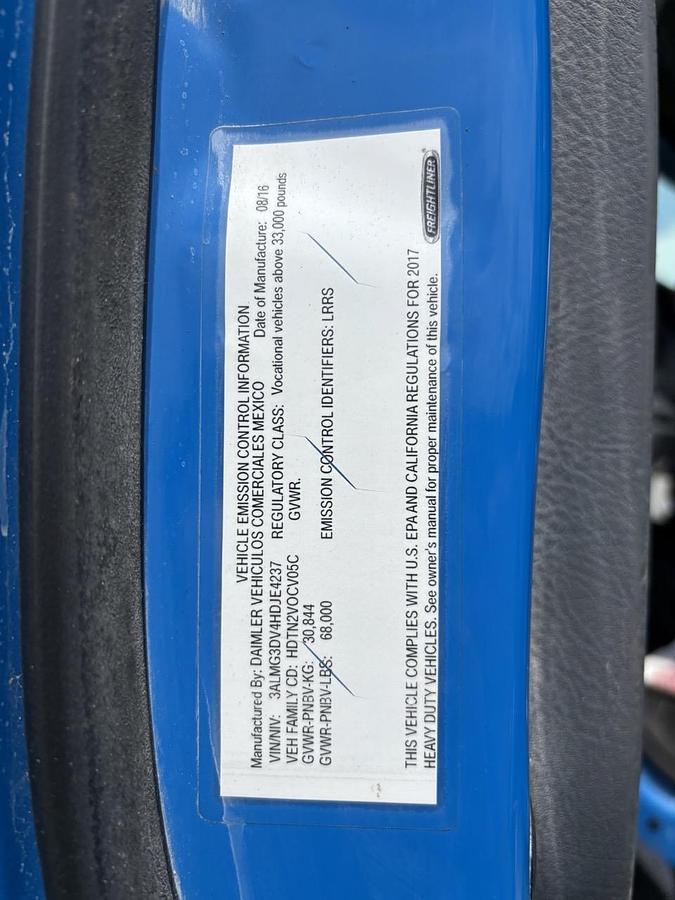 VEHICLE EMISSION CONTROL INFORMATION
Manufactured By: DAIMLER VEHICULOS COMERCIALES MEXICO Date of Manufacture: 08/16
VIN/NIV: 3ALMG3DV4HDJE4237 REGULATORY CLASS: Vocational vehicles above 33,000 pounds
VEH FAMILY CD: HDTN2VOCV05C GVWR.
GVWR-PNBV-KG: 30,844
GVWR-PNBV-LBS: 68,000 EMISSION CONTROL IDENTIFIERS: LRRS
THIS VEHICLE COMPLIES WITH U.S. EPA AND CALIFORNIA REGULATIONS FOR 2017
HEAVY DUTY VEHICLES. See owner's manual for proper maintenance of this vehicle.
FREIGHTLINER®